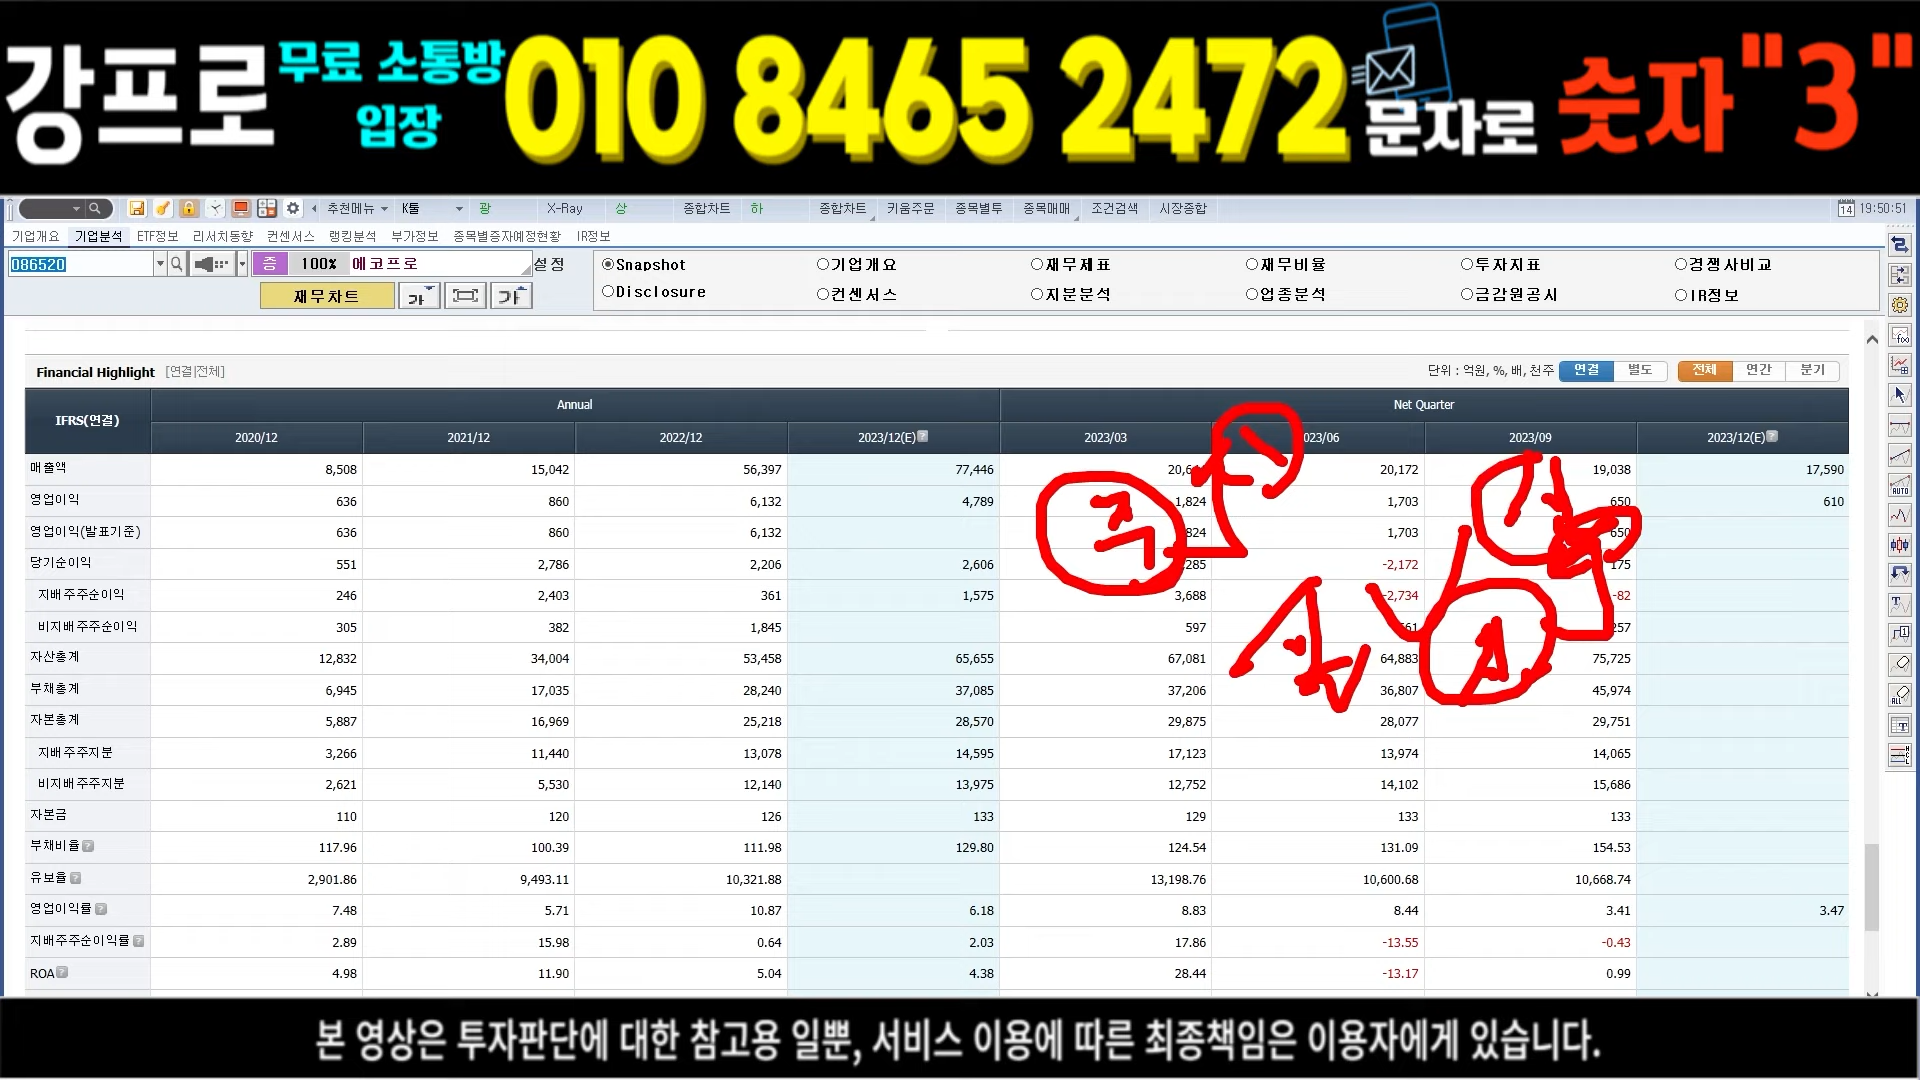 강프로 무료 소통방 입장 010 8465 2472 문자로 숫자"3"
추천메뉴 K툴 광 X-Ray 상 종합차트 하 종합차트 키움주문 종목별투 종목매매 조건검색 시장종합 14 19:50:51
기업개요 기업분석 ETF정보 리서치동향 컨센서스 랭킹분석 부가정보 종목별증자예정현황 IR정보
086520 증 100% 에코프로 설정 Snapshot 기업개요 재무제표 재무비율 투자지표 경쟁사비교
재무차트 가 가 Disclosure 컨센서스 지분분석 업종분석 금감원공시 IR정보
Financial Highlight [연결|전체] 단위 : 억원, %, 배, 천주 연결 별도 전체 연간 분기
IFRS(연결) Annual Net Quarter
2020/12 2021/12 2022/12 2023/12(E) 2023/03 023/06 2023/09 2023/12(E)
매출액 8,508 15,042 56,397 77,446 20,172 19,038 17,590
영업이익 636 860 6,132 4,789 1,824 1,703 650 610
영업이익(발표기준) 636 860 6,132 824 1,703 650
당기순이익 551 2,786 2,206 2,606 285 -2,172 175
지배주주순이익 246 2,403 361 1,575 3,688 -2,734 -82
비지배주주순이익 305 382 1,845 597 561 257
자산총계 12,832 34,004 53,458 65,655 67,081 64,883 75,725
부채총계 6,945 17,035 28,240 37,085 37,206 36,807 45,974
자본총계 5,887 16,969 25,218 28,570 29,875 28,077 29,751
지배주주지분 3,266 11,440 13,078 14,595 17,123 13,974 14,065
비지배주주지분 2,621 5,530 12,140 13,975 12,752 14,102 15,686
자본금 110 120 126 133 129 133 133
부채비율 117.96 100.39 111.98 129.80 124.54 131.09 154.53
유보율 2,901.86 9,493.11 10,321.88 13,198.76 10,600.68 10,668.74
영업이익률 7.48 5.71 10.87 6.18 8.83 8.44 3.41 3.47
지배주주순이익률 2.89 15.98 0.64 2.03 17.86 -13.55 -0.43
ROA 4.98 11.90 5.04 4.38 28.44 -13.17 0.99
본 영상은 투자판단에 대한 참고용 일뿐, 서비스 이용에 따른 최종책임은 이용자에게 있습니다.